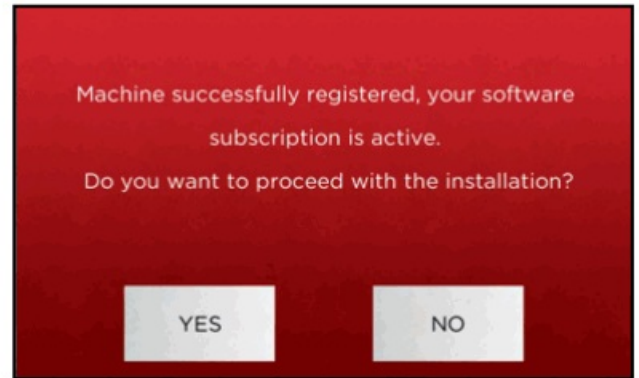 Machine successfully registered, your software
subscription is active.
Do you want to proceed with the installation?
YES
NO